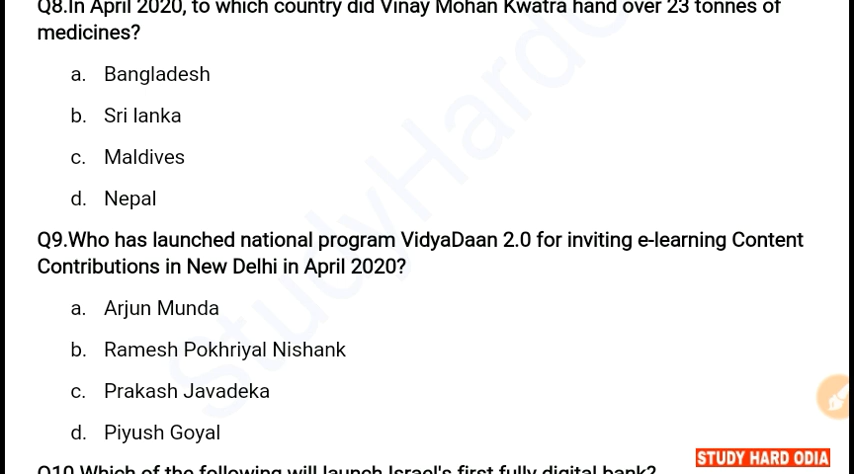 Q8.In April 2020, to which country did Vinay Mohan Kwatra hand over 23 tonnes of
medicines?
a. Bangladesh
b. Sri lanka
c. Maldives
d. Nepal
Q9.Who has launched national program VidyaDaan 2.0 for inviting e-learning Content
Contributions in New Delhi in April 2020?
a. Arjun Munda
b. Ramesh Pokhriyal Nishank
c. Prakash Javadeka
d. Piyush Goyal
Q10.Which of the following will launch Israel's first fully digital bank?
STUDY HARD ODIA
StudyHard